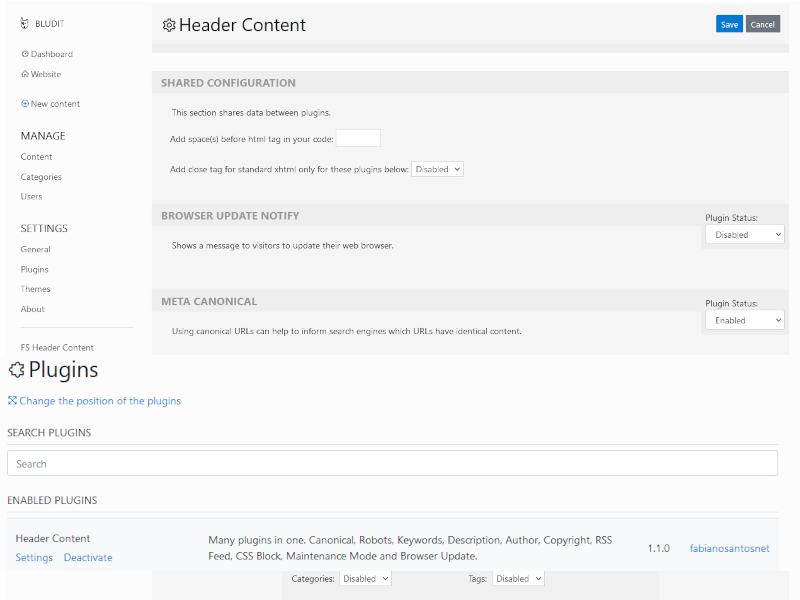 BLUDIT
Dashboard
Website
New content
MANAGE
Content
Categories
Users
SETTINGS
General
Plugins
Themes
About
FS Header Content
Header Content
Save Cancel
SHARED CONFIGURATION
This section shares data between plugins.
Add space(s) before html tag in your code:
Add close tag for standard xhtml only for these plugins below: Disabled
BROWSER UPDATE NOTIFY
Plugin Status:
Disabled
Shows a message to visitors to update their web browser.
META CANONICAL
Plugin Status:
Enabled
Using canonical URLs can help to inform search engines which URLs have identical content.
Plugins
Change the position of the plugins
SEARCH PLUGINS
Search
ENABLED PLUGINS
Header Content
Settings Deactivate
Many plugins in one. Canonical, Robots, Keywords, Description, Author, Copyright, RSS
Feed, CSS Block, Maintenance Mode and Browser Update.
1.1.0
fabianosantosnet
Categories: Disabled Tags: Disabled